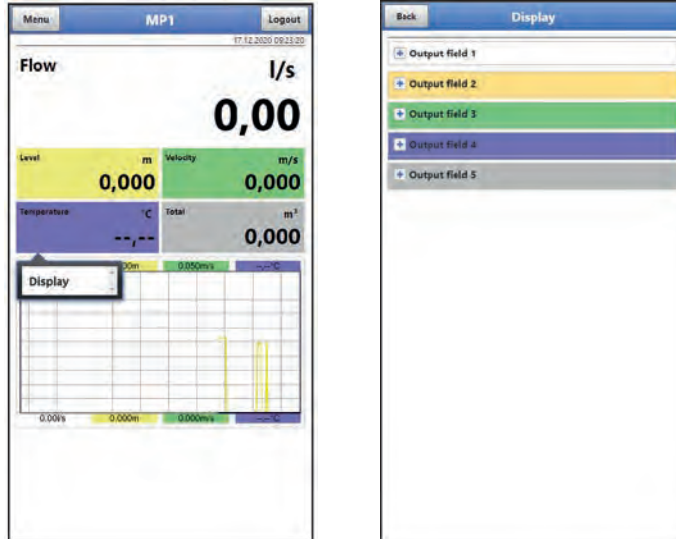 Menu MP1 Logout
17.12.2020 09:23:20
Flow l/s
0,00
Level m Velocity m/s
0,000 0,000
Temperature °C Total m³
--,-- 0,000
Display
0.050m/s --,--°C
0.00l/s 0.000m 0.000m/s --,--°C
Back Display
Output field 1
Output field 2
Output field 3
Output field 4
Output field 5